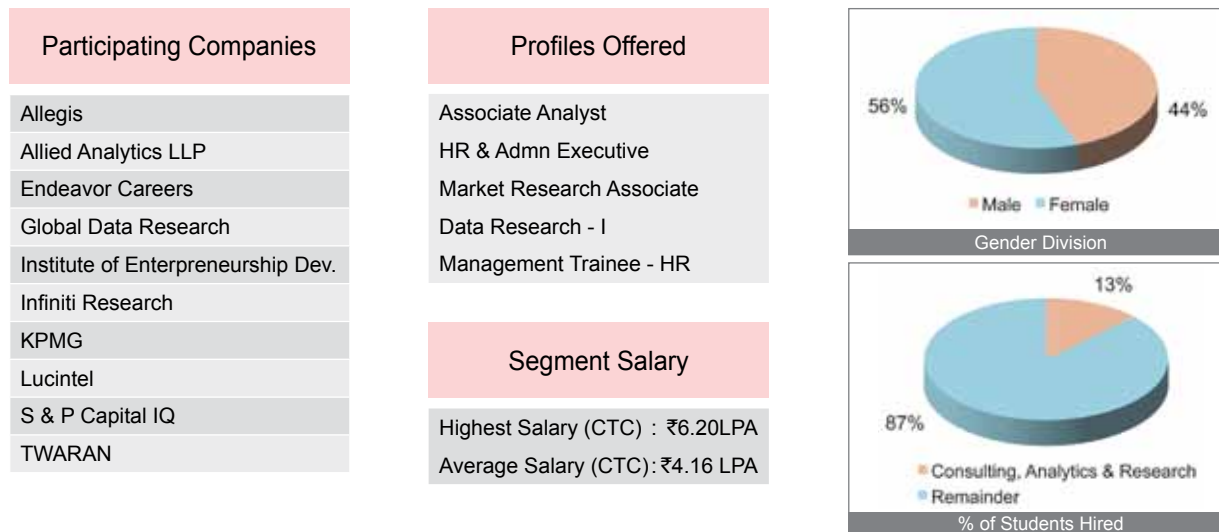 Participating Companies
Allegis
Allied Analytics LLP
Endeavor Careers
Global Data Research
Institute of Enterpreneurship Dev.
Infiniti Research
KPMG
Lucintel
S & P Capital IQ
TWARAN
Profiles Offered
Associate Analyst
HR & Admn Executive
Market Research Associate
Data Research - I
Management Trainee - HR
Segment Salary
Highest Salary (CTC) : ₹6.20LPA
Average Salary (CTC) : ₹4.16 LPA
56%
44%
Male Female
Gender Division
13%
87%
Consulting, Analytics & Research
Remainder
% of Students Hired